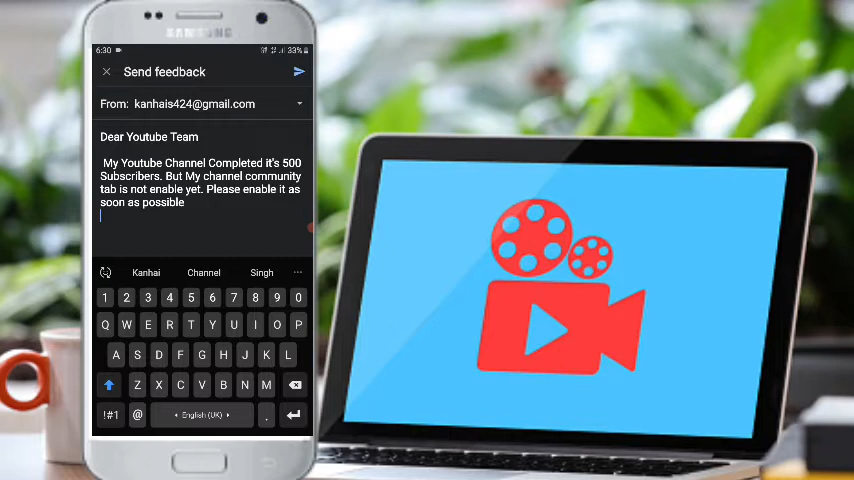 SAMSUNG
6:30 33%
Send feedback
From: kanhais424@gmail.com
Dear Youtube Team
My Youtube Channel Completed it's 500
Subscribers. But My channel community
tab is not enable yet. Please enable it as
soon as possible
Kanhai Channel Singh ...
1 2 3 4 5 6 7 8 9 0
Q W E R T Y U I O P
A S D F G H J K L
Z X C V B N M
!#1 @ English (UK) .